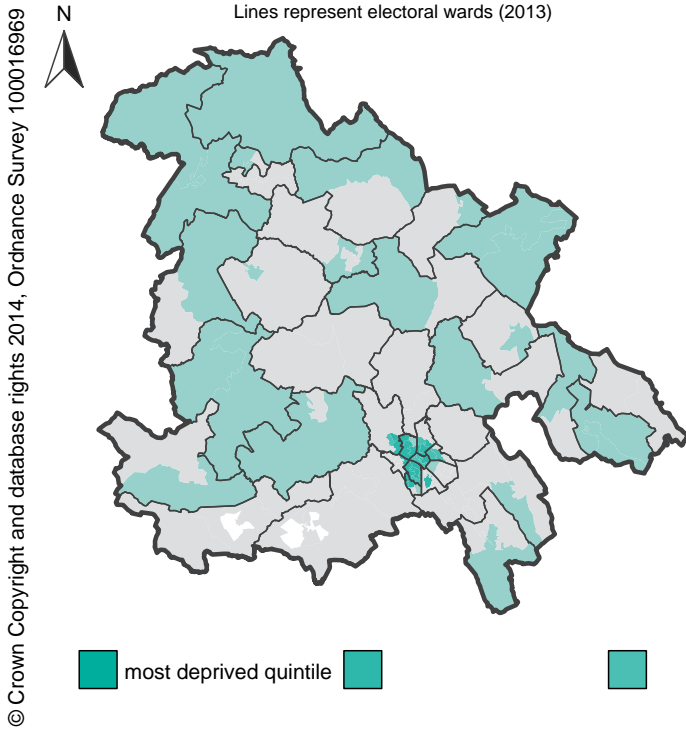 Lines represent electoral wards (2013)
N
© Crown Copyright and database rights 2014, Ordnance Survey 100016969
most deprived quintile